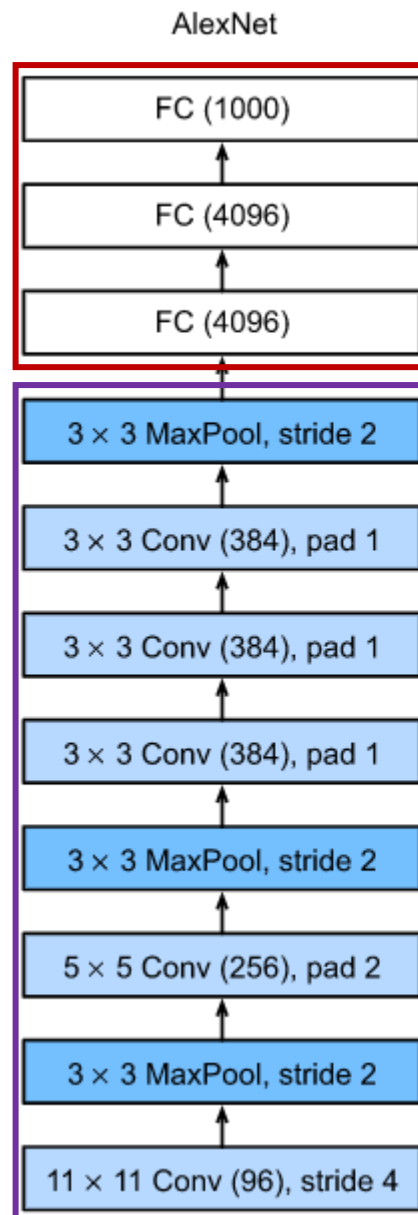 AlexNet
FC (1000)
FC (4096)
FC (4096)
3 × 3 MaxPool, stride 2
3 × 3 Conv (384), pad 1
3 × 3 Conv (384), pad 1
3 × 3 Conv (384), pad 1
3 × 3 MaxPool, stride 2
5 × 5 Conv (256), pad 2
3 × 3 MaxPool, stride 2
11 × 11 Conv (96), stride 4